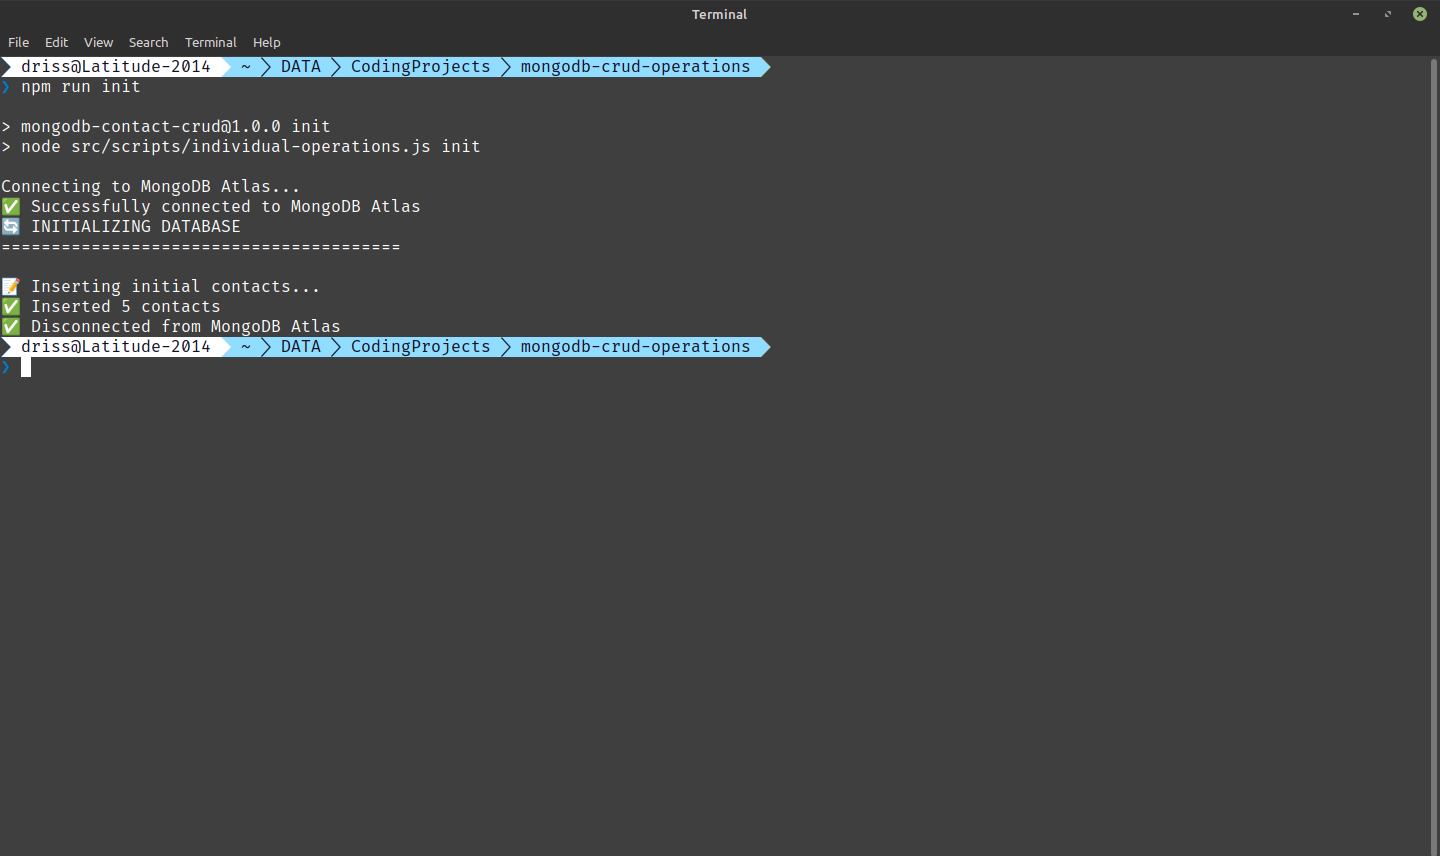 Terminal
File Edit View Search Terminal Help
driss@Latitude-2014 ~ DATA CodingProjects mongodb-crud-operations
❯ npm run init
> mongodb-contact-crud@1.0.0 init
> node src/scripts/individual-operations.js init
Connecting to MongoDB Atlas...
✅ Successfully connected to MongoDB Atlas
🔄 INITIALIZING DATABASE
========================================
📝 Inserting initial contacts...
✅ Inserted 5 contacts
✅ Disconnected from MongoDB Atlas
driss@Latitude-2014 ~ DATA CodingProjects mongodb-crud-operations
❯